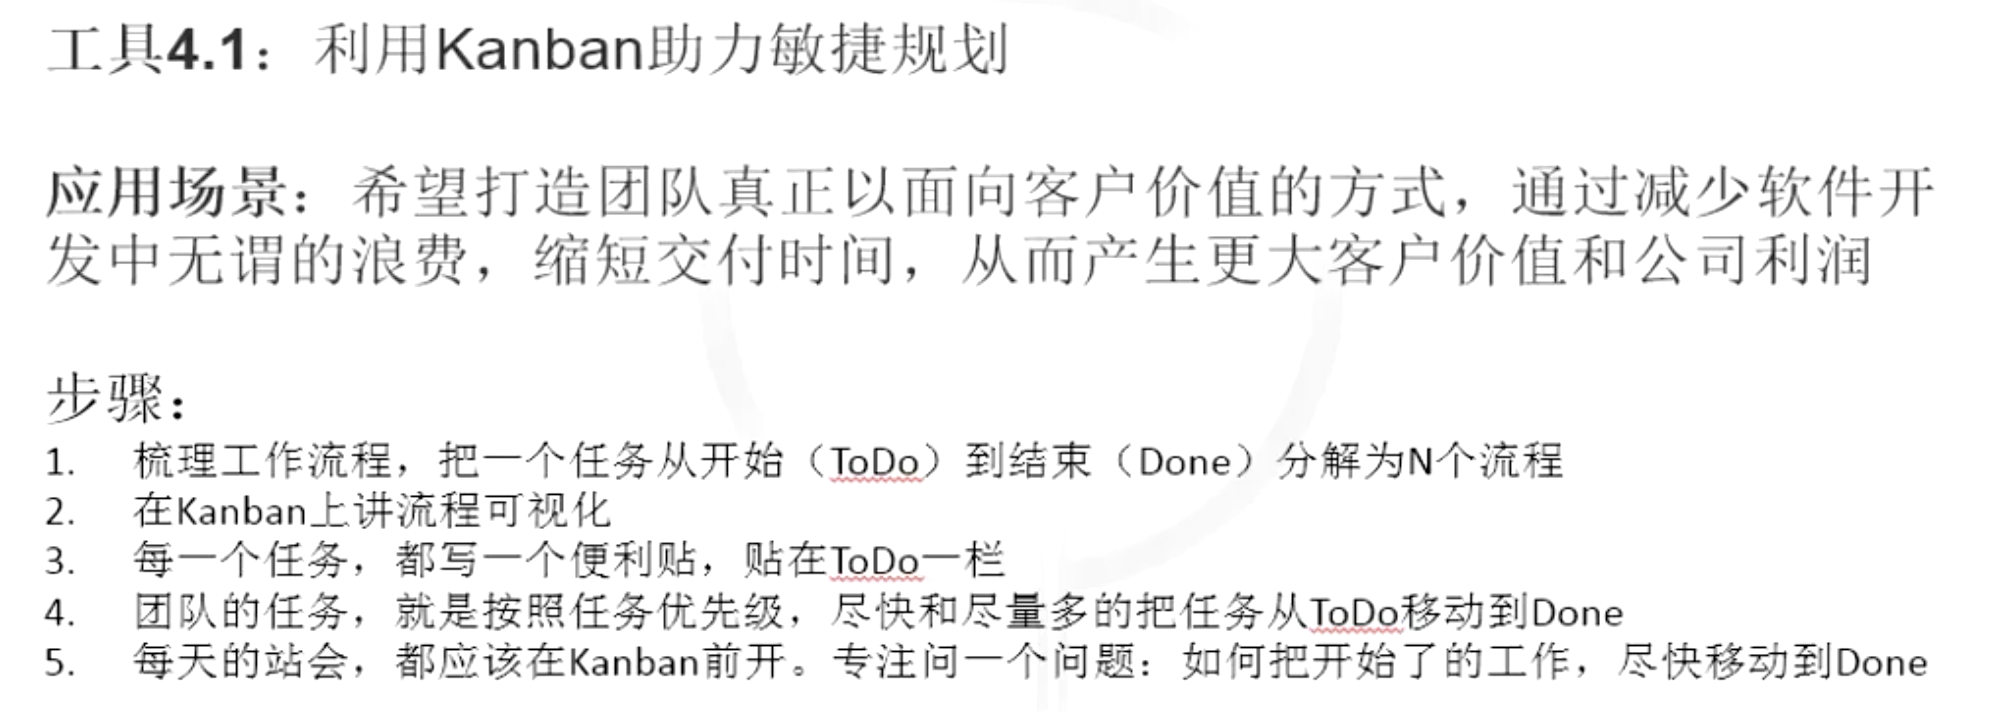 工具4.1：利用Kanban助力敏捷规划
应用场景：希望打造团队真正以面向客户价值的方式，通过减少软件开
发中无谓的浪费，缩短交付时间，从而产生更大客户价值和公司利润
步骤：
1. 梳理工作流程，把一个任务从开始（ToDo）到结束（Done）分解为N个流程
2. 在Kanban上讲流程可视化
3. 每一个任务，都写一个便利贴，贴在ToDo一栏
4. 团队的任务，就是按照任务优先级，尽快和尽量多的把任务从ToDo移动到Done
5. 每天的站会，都应该在Kanban前开。专注问一个问题：如何把开始了的工作，尽快移动到Done